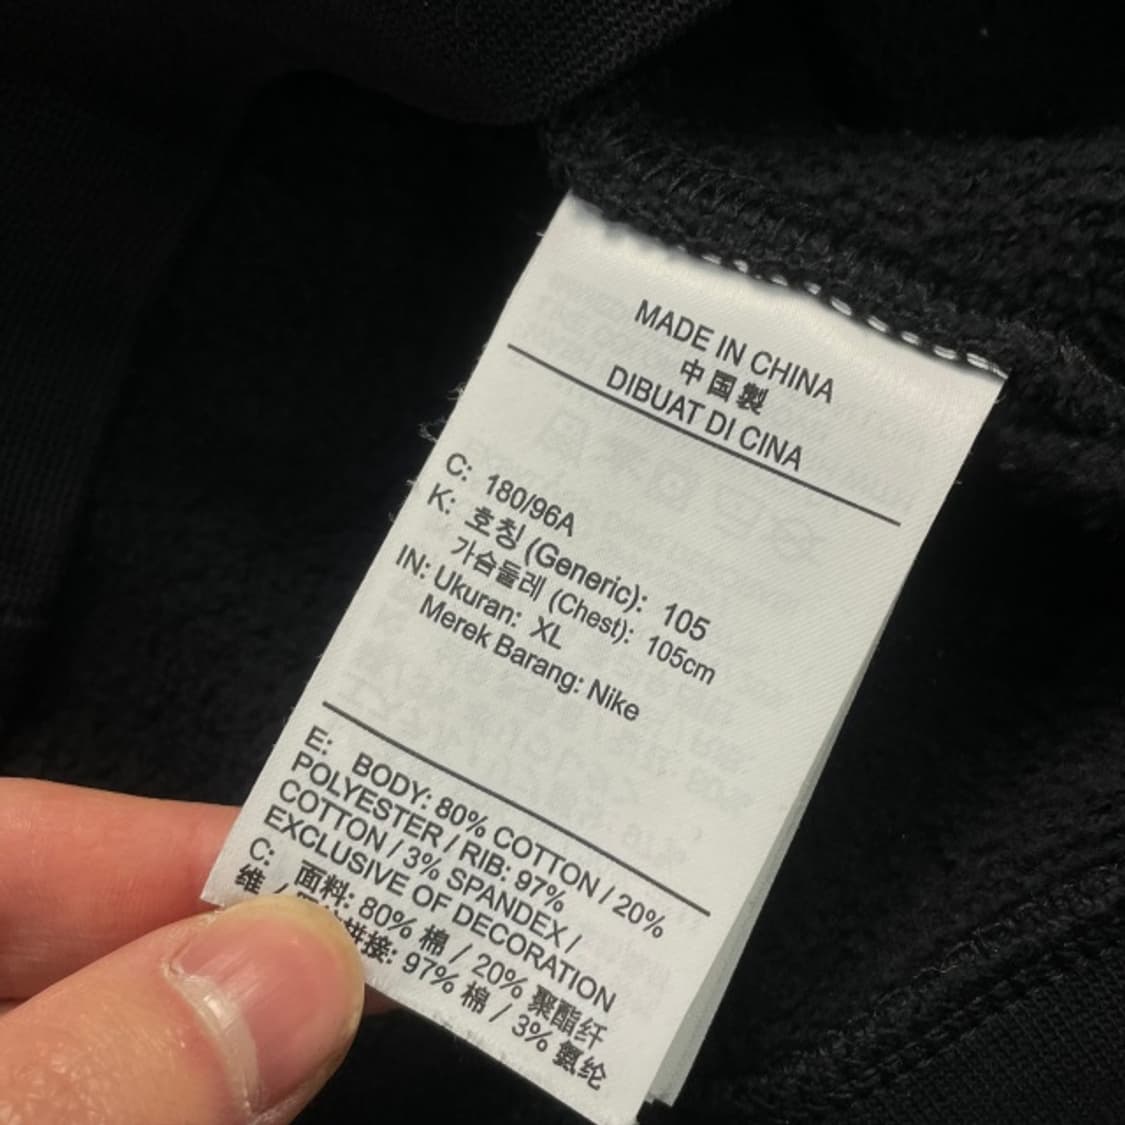 MADE IN CHINA
中国製
DIBUAT DI CINA
C: 180/96A
K: 호칭 (Generic): 105
가슴둘레 (Chest): 105cm
IN: Ukuran: XL
Merek Barang: Nike
E: BODY: 80% COTTON / 20%
POLYESTER / RIB: 97%
COTTON / 3% SPANDEX /
EXCLUSIVE OF DECORATION
C: 面料: 80% 棉 / 20% 聚酯纤
维 / 拼接: 97% 棉 / 3% 氨纶